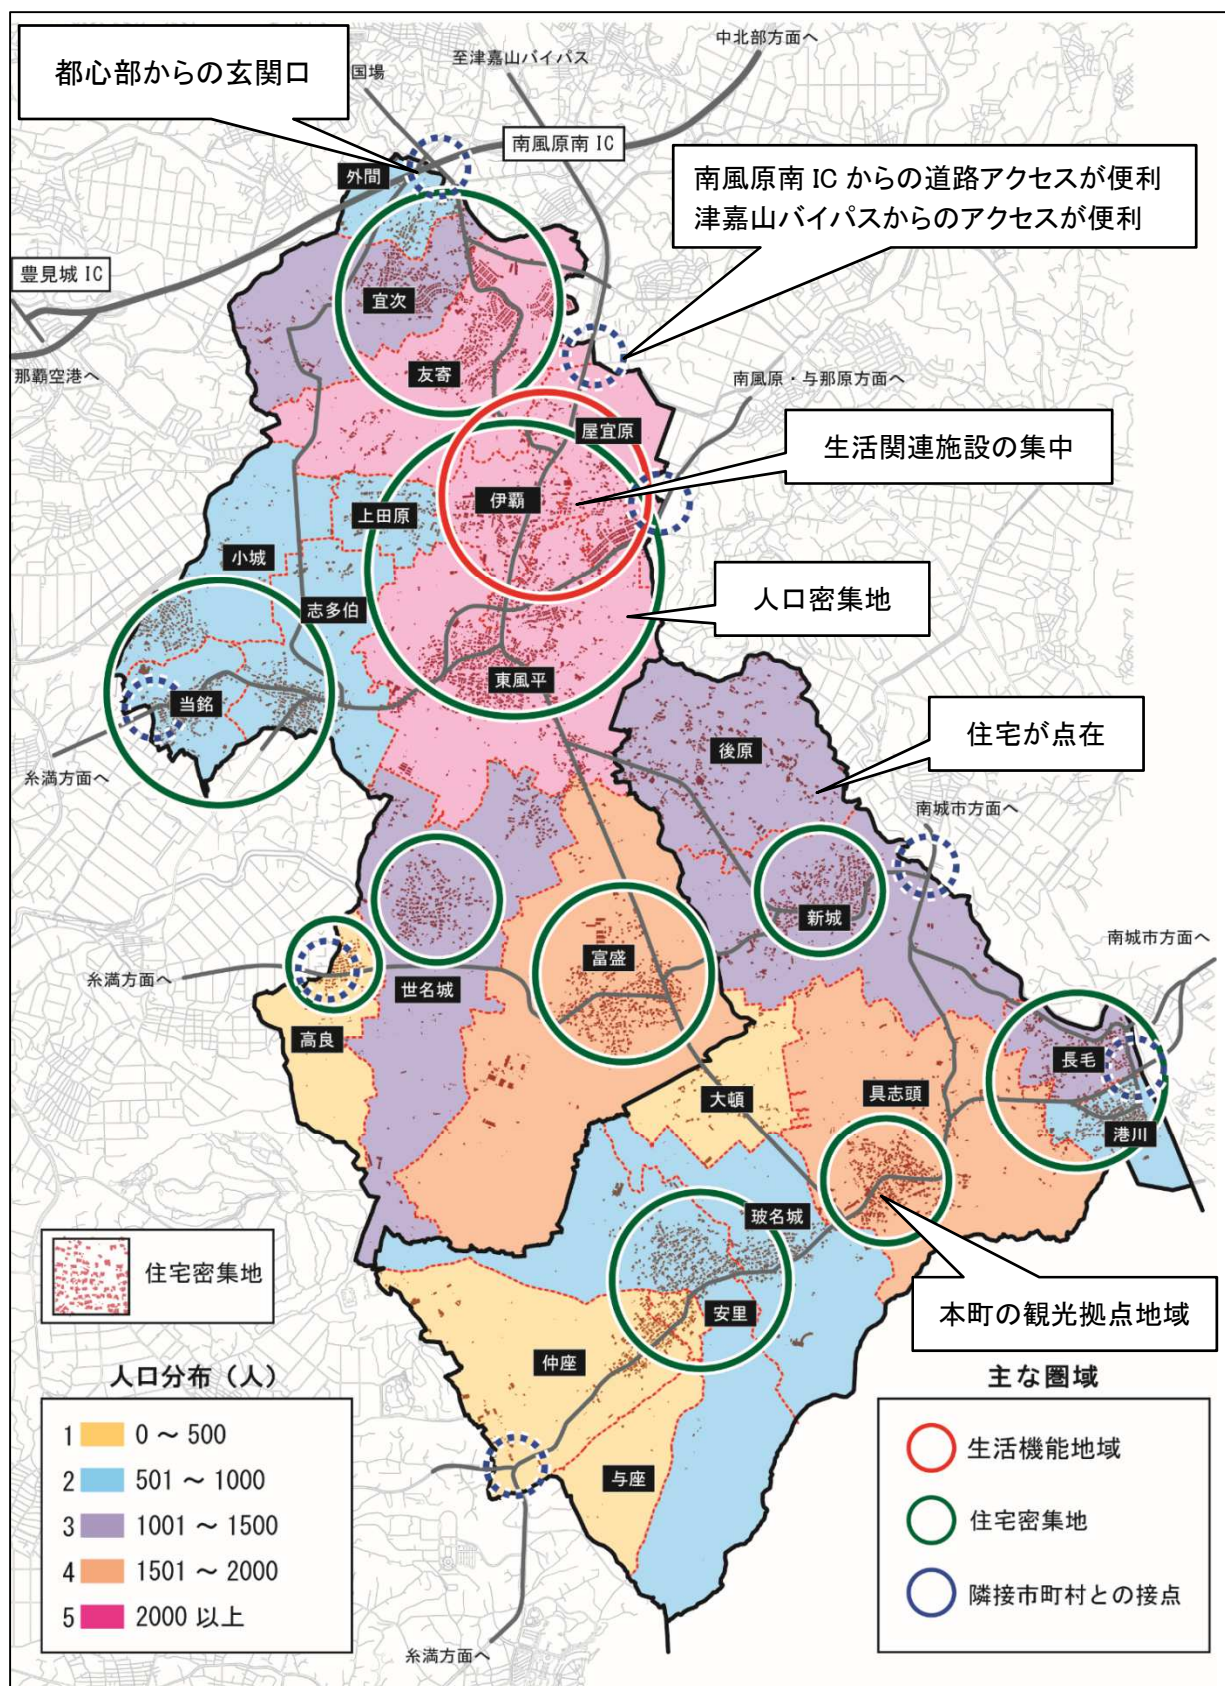 中北部方面へ
都心部からの玄関口
国場
至津嘉山バイパス
南風原南 IC
外間
南風原南 IC からの道路アクセスが便利
津嘉山バイパスからのアクセスが便利
豊見城 IC
宜次
那覇空港へ
友寄
南風原・与那原方面へ
屋宜原
生活関連施設の集中
伊覇
上田原
小城
志多伯
人口密集地
東風平
当銘
後原
住宅が点在
糸満方面へ
南城市方面へ
新城
南城市方面へ
富盛
糸満方面へ
世名城
高良
長毛
大頓
具志頭
港川
玻名城
住宅密集地
安里
本町の観光拠点地域
仲座
与座
人口分布（人）
1 0 ～ 500
2 501 ～ 1000
3 1001 ～ 1500
4 1501 ～ 2000
5 2000 以上
主な圏域
生活機能地域
住宅密集地
隣接市町村との接点
糸満方面へ